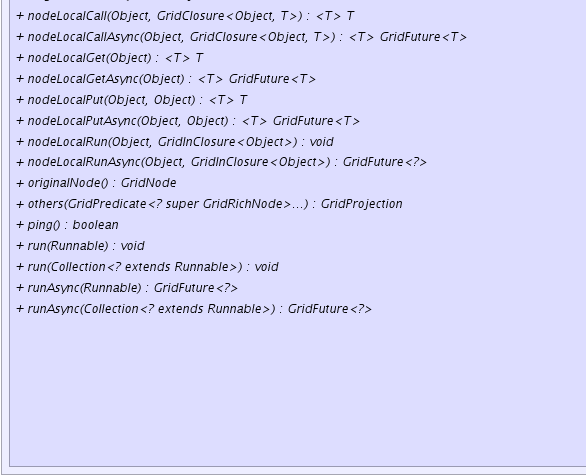 + nodeLocalCall(Object, GridClosure<Object, T>) : <T> T
+ nodeLocalCallAsync(Object, GridClosure<Object, T>) : <T> GridFuture<T>
+ nodeLocalGet(Object) : <T> T
+ nodeLocalGetAsync(Object) : <T> GridFuture<T>
+ nodeLocalPut(Object, Object) : <T> T
+ nodeLocalPutAsync(Object, Object) : <T> GridFuture<T>
+ nodeLocalRun(Object, GridInClosure<Object>) : void
+ nodeLocalRunAsync(Object, GridInClosure<Object>) : GridFuture<?>
+ originalNode() : GridNode
+ others(GridPredicate<? super GridRichNode>...) : GridProjection
+ ping() : boolean
+ run(Runnable) : void
+ run(Collection<? extends Runnable>) : void
+ runAsync(Runnable) : GridFuture<?>
+ runAsync(Collection<? extends Runnable>) : GridFuture<?>